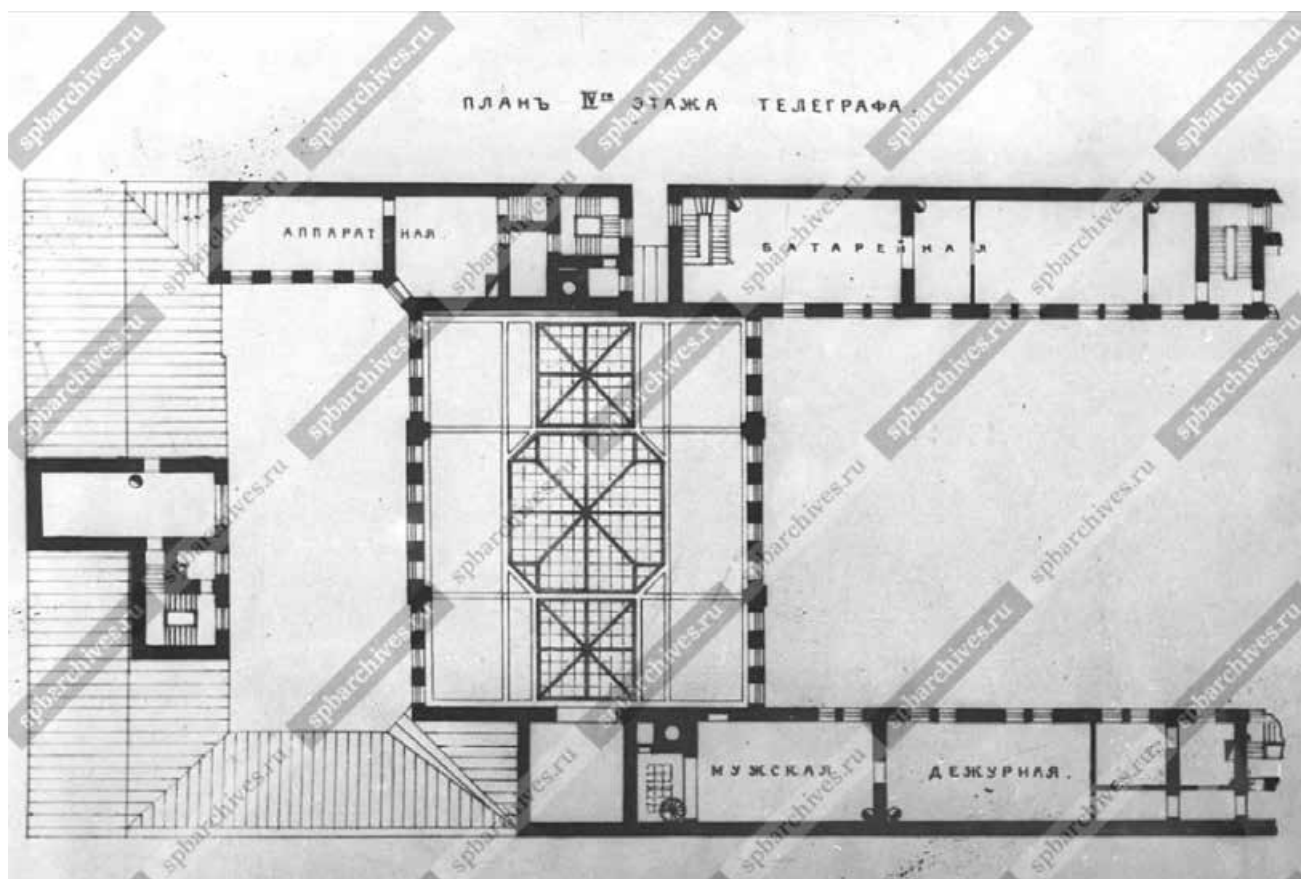 ПЛАНЪ IVго ЭТАЖА ТЕЛЕГРАФА.
АППАРАТНАЯ.
БАТАРЕЙНАЯ
МУЖСКАЯ ДЕЖУРНАЯ.
spbarchives.ru